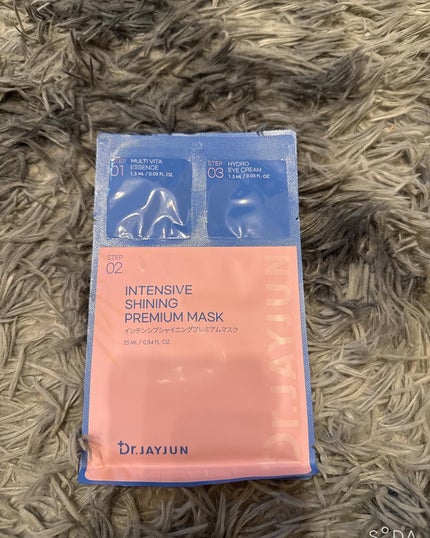 STEP
01
MULTI VITA
ESSENCE
1.5 ML / 0.05 FL. OZ.
STEP
03
HYDRO
EYE CREAM
1.5 ML / 0.05 FL. OZ.
STEP
02
INTENSIVE
SHINING
PREMIUM MASK
インテンシブシャイニングプレミアムマスク
25 ML / 0.84 FL. OZ.
Dr.JAYJUN
Dr.JAYJUN